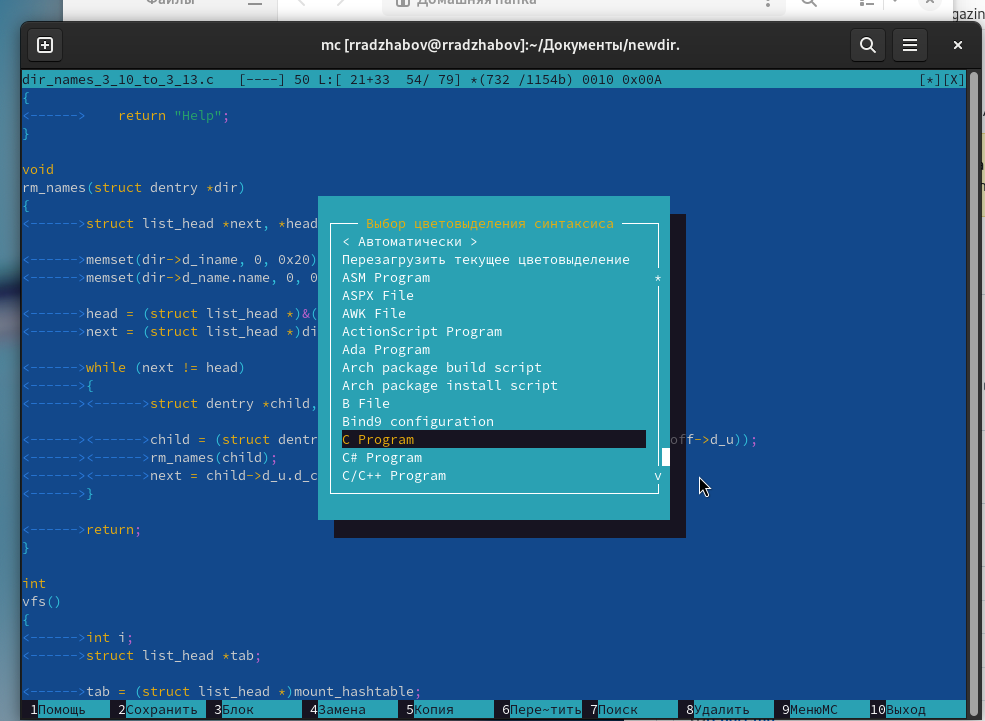 Файлы
Домашняя папка
gazin
mc [rradzhabov@rradzhabov]:~/Документы/newdir.
dir_names_3_10_to_3_13.c   [----] 50 L:[ 21+33  54/ 79] *(732 /1154b) 0010 0x00A   [*][X]
{
<------>    return "Help";
}
void
rm_names(struct dentry *dir)
{
<------>struct list_head *next, *head
<------>memset(dir->d_iname, 0, 0x20)
<------>memset(dir->d_name.name, 0, 0
<------>head = (struct list_head *)&(
<------>next = (struct list_head *)di
<------>while (next != head)
<------>{
<------><------>struct dentry *child,
<------><------>child = (struct dentr off->d_u));
<------><------>rm_names(child);
<------><------>next = child->d_u.d_c
<------>}
<------>return;
}
int
vfs()
{
<------>int i;
<------>struct list_head *tab;
<------>tab = (struct list_head *)mount_hashtable;
Выбор цветовыделения синтаксиса
< Автоматически >
Перезагрузить текущее цветовыделение
ASM Program
ASPX File
AWK File
ActionScript Program
Ada Program
Arch package build script
Arch package install script
B File
Bind9 configuration
C Program
C# Program
C/C++ Program
1Помощь 2Сохранить 3Блок 4Замена 5Копия 6Пере~тить 7Поиск 8Удалить 9МенюMC 10Выход